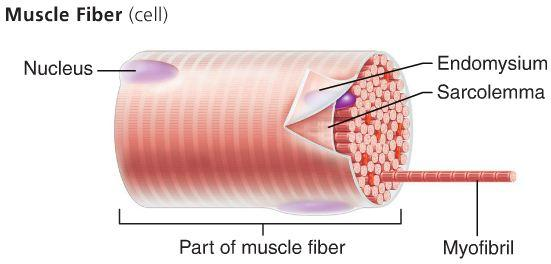 Muscle Fiber (cell)
Nucleus
Endomysium
Sarcolemma
Part of muscle fiber
Myofibril